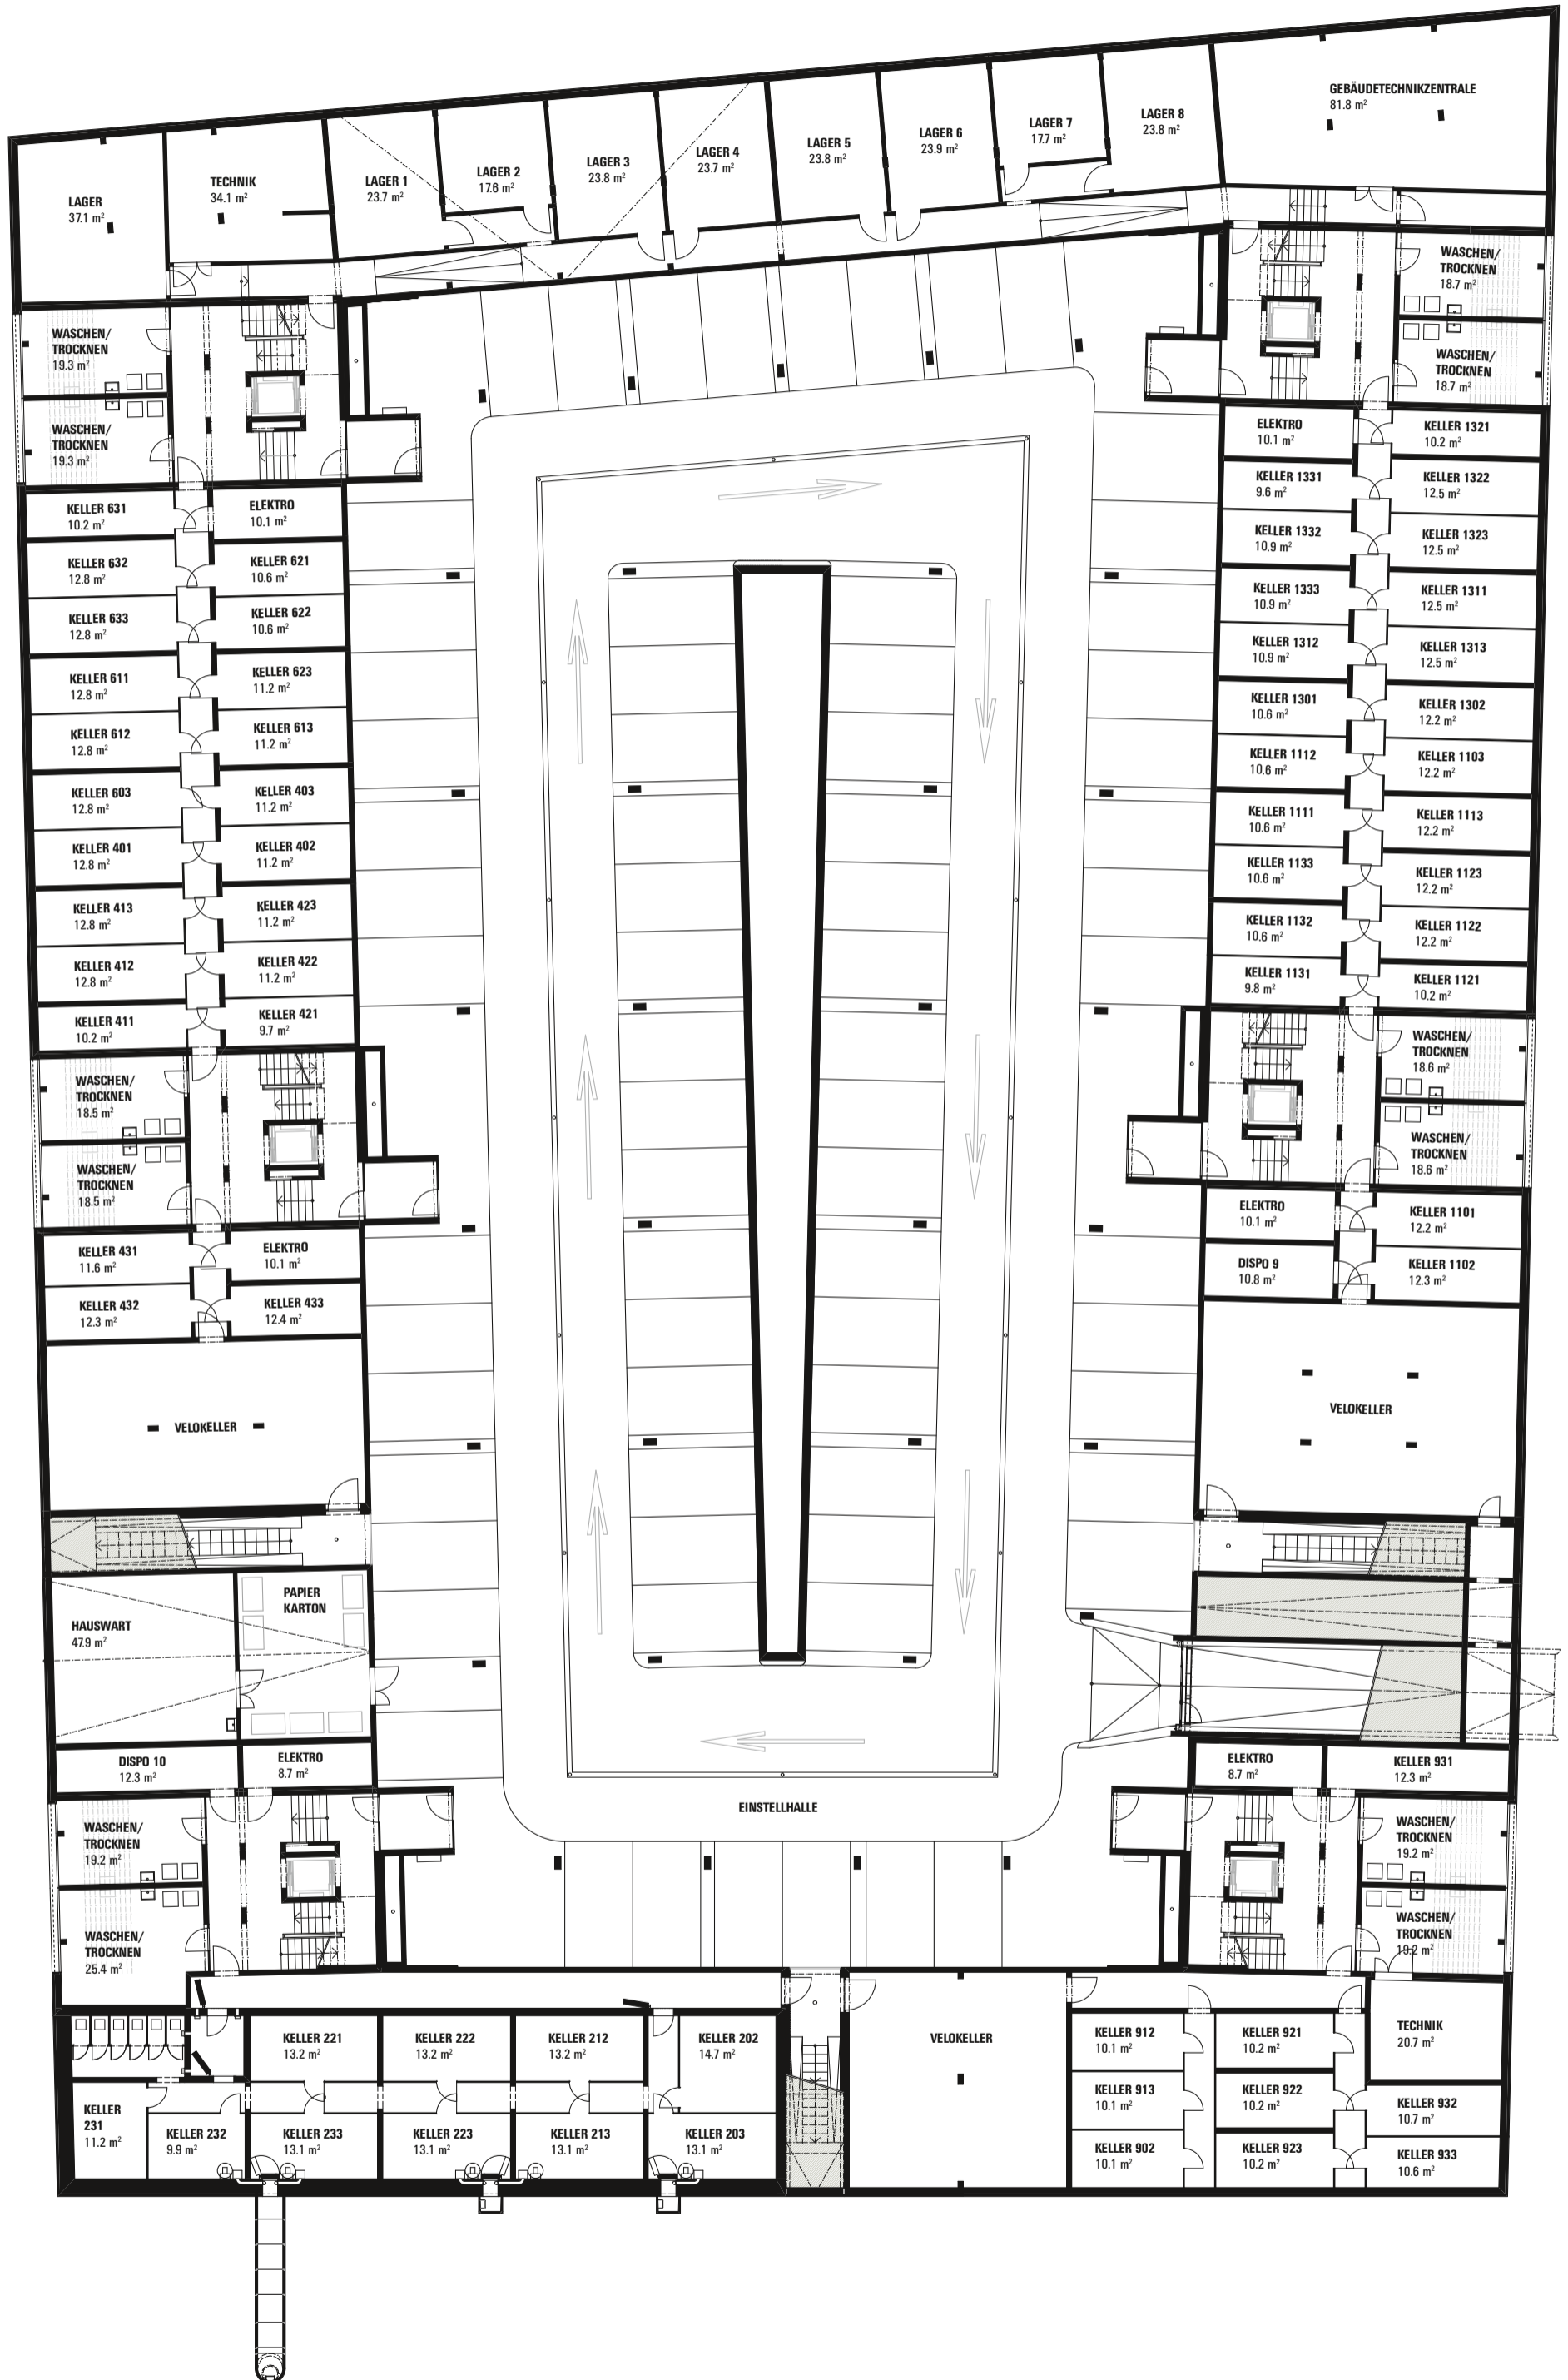 GEBÄUDETECHNIKZENTRALE
81.8 m²
LAGER 8
23.8 m²
LAGER 7
17.7 m²
LAGER 6
23.9 m²
LAGER 5
23.8 m²
LAGER 4
23.7 m²
LAGER 3
23.8 m²
LAGER 2
17.6 m²
LAGER 1
23.7 m²
TECHNIK
34.1 m²
LAGER
37.1 m²
WASCHEN/
TROCKNEN
19.3 m²
WASCHEN/
TROCKNEN
19.3 m²
KELLER 631
10.2 m²
ELEKTRO
10.1 m²
KELLER 632
12.8 m²
KELLER 621
10.6 m²
KELLER 633
12.8 m²
KELLER 622
10.6 m²
KELLER 611
12.8 m²
KELLER 623
11.2 m²
KELLER 612
12.8 m²
KELLER 613
11.2 m²
KELLER 603
12.8 m²
KELLER 403
11.2 m²
KELLER 401
12.8 m²
KELLER 402
11.2 m²
KELLER 413
12.8 m²
KELLER 423
11.2 m²
KELLER 412
12.8 m²
KELLER 422
11.2 m²
KELLER 411
10.2 m²
KELLER 421
9.7 m²
WASCHEN/
TROCKNEN
18.5 m²
WASCHEN/
TROCKNEN
18.5 m²
KELLER 431
11.6 m²
ELEKTRO
10.1 m²
KELLER 432
12.3 m²
KELLER 433
12.4 m²
VELOKELLER
HAUSWART
47.9 m²
PAPIER
KARTON
DISPO 10
12.3 m²
ELEKTRO
8.7 m²
WASCHEN/
TROCKNEN
19.2 m²
WASCHEN/
TROCKNEN
25.4 m²
EINSTELLHALLE
WASCHEN/
TROCKNEN
18.7 m²
WASCHEN/
TROCKNEN
18.7 m²
ELEKTRO
10.1 m²
KELLER 1321
10.2 m²
KELLER 1331
9.6 m²
KELLER 1322
12.5 m²
KELLER 1332
10.9 m²
KELLER 1323
12.5 m²
KELLER 1333
10.9 m²
KELLER 1311
12.5 m²
KELLER 1312
10.9 m²
KELLER 1313
12.5 m²
KELLER 1301
10.6 m²
KELLER 1302
12.2 m²
KELLER 1112
10.6 m²
KELLER 1103
12.2 m²
KELLER 1111
10.6 m²
KELLER 1113
12.2 m²
KELLER 1133
10.6 m²
KELLER 1123
12.2 m²
KELLER 1132
10.6 m²
KELLER 1122
12.2 m²
KELLER 1131
9.8 m²
KELLER 1121
10.2 m²
WASCHEN/
TROCKNEN
18.6 m²
WASCHEN/
TROCKNEN
18.6 m²
ELEKTRO
10.1 m²
KELLER 1101
12.2 m²
DISPO 9
10.8 m²
KELLER 1102
12.3 m²
VELOKELLER
ELEKTRO
8.7 m²
KELLER 931
12.3 m²
WASCHEN/
TROCKNEN
19.2 m²
WASCHEN/
TROCKNEN
19.2 m²
KELLER 221
13.2 m²
KELLER 222
13.2 m²
KELLER 212
13.2 m²
KELLER 202
14.7 m²
VELOKELLER
KELLER 912
10.1 m²
KELLER 921
10.2 m²
TECHNIK
20.7 m²
KELLER 913
10.1 m²
KELLER 922
10.2 m²
KELLER 932
10.7 m²
KELLER
231
11.2 m²
KELLER 232
9.9 m²
KELLER 233
13.1 m²
KELLER 223
13.1 m²
KELLER 213
13.1 m²
KELLER 203
13.1 m²
KELLER 902
10.1 m²
KELLER 923
10.2 m²
KELLER 933
10.6 m²